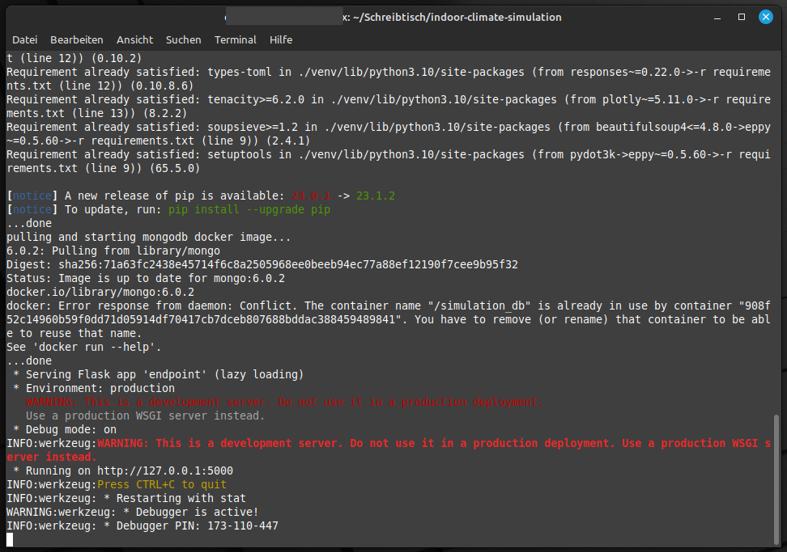 x: ~/Schreibtisch/indoor-climate-simulation
Datei Bearbeiten Ansicht Suchen Terminal Hilfe
t (line 12)) (0.10.2)
Requirement already satisfied: types-toml in ./venv/lib/python3.10/site-packages (from responses~=0.22.0->-r requireme
nts.txt (line 12)) (0.10.8.6)
Requirement already satisfied: tenacity>=6.2.0 in ./venv/lib/python3.10/site-packages (from plotly~=5.11.0->-r require
ments.txt (line 13)) (8.2.2)
Requirement already satisfied: soupsieve>=1.2 in ./venv/lib/python3.10/site-packages (from beautifulsoup4<=4.8.0->eppy
~=0.5.60->-r requirements.txt (line 9)) (2.4.1)
Requirement already satisfied: setuptools in ./venv/lib/python3.10/site-packages (from pydot3k->eppy~=0.5.60->-r requi
rements.txt (line 9)) (65.5.0)
[notice] A new release of pip is available: 23.0.1 -> 23.1.2
[notice] To update, run: pip install --upgrade pip
...done
pulling and starting mongodb docker image...
6.0.2: Pulling from library/mongo
Digest: sha256:71a63fc2438e45714f6c8a2505968ee0beeb94ec77a88ef12190f7cee9b95f32
Status: Image is up to date for mongo:6.0.2
docker.io/library/mongo:6.0.2
docker: Error response from daemon: Conflict. The container name "/simulation_db" is already in use by container "908f
52c14960b59f0dd71d05914df70417cb7dceb807688bddac388459489841". You have to remove (or rename) that container to be abl
e to reuse that name.
See 'docker run --help'.
...done
* Serving Flask app 'endpoint' (lazy loading)
* Environment: production
WARNING: This is a development server. Do not use it in a production deployment.
Use a production WSGI server instead.
* Debug mode: on
INFO:werkzeug:WARNING: This is a development server. Do not use it in a production deployment. Use a production WSGI s
erver instead.
* Running on http://127.0.0.1:5000
INFO:werkzeug:Press CTRL+C to quit
INFO:werkzeug: * Restarting with stat
WARNING:werkzeug: * Debugger is active!
INFO:werkzeug: * Debugger PIN: 173-110-447